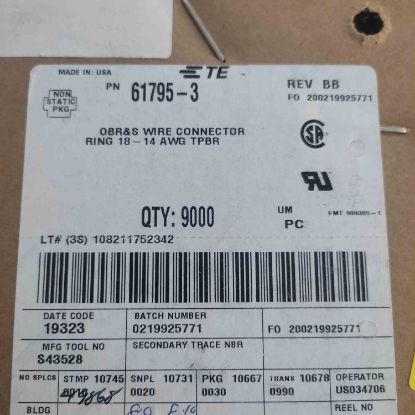 MADE IN: USA
TE
PN 61795-3
REV BB
FO 200219925771
NON
STATIC
PKG
OBR&S WIRE CONNECTOR
RING 18-14 AWG TPBR
QTY: 9000
UM
PC
LT# (3S) 108211752342
DATE CODE
19323
BATCH NUMBER
0219925771
FO 200219925771
MFG TOOL NO
S43528
SECONDARY TRACE NBR
NO SPLCS
STMP 10745
SNPL 10731
0020
PKG 10667
0030
TRANS 10678
0990
OPERATOR
US034706
BLDG
REEL NO